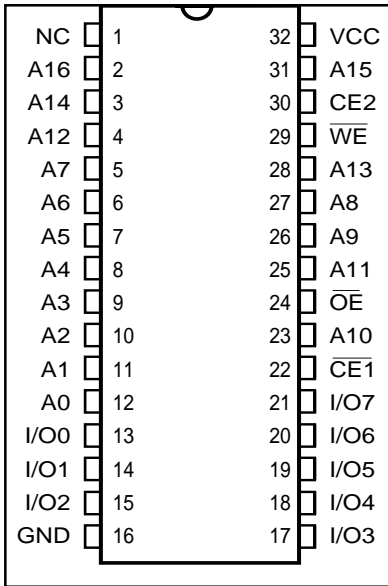 NC 1 32 VCC
A16 2 31 A15
A14 3 30 CE2
A12 4 29 W̅E̅
A7 5 28 A13
A6 6 27 A8
A5 7 26 A9
A4 8 25 A11
A3 9 24 O̅E̅
A2 10 23 A10
A1 11 22 C̅E̅1̅
A0 12 21 I/O7
I/O0 13 20 I/O6
I/O1 14 19 I/O5
I/O2 15 18 I/O4
GND 16 17 I/O3